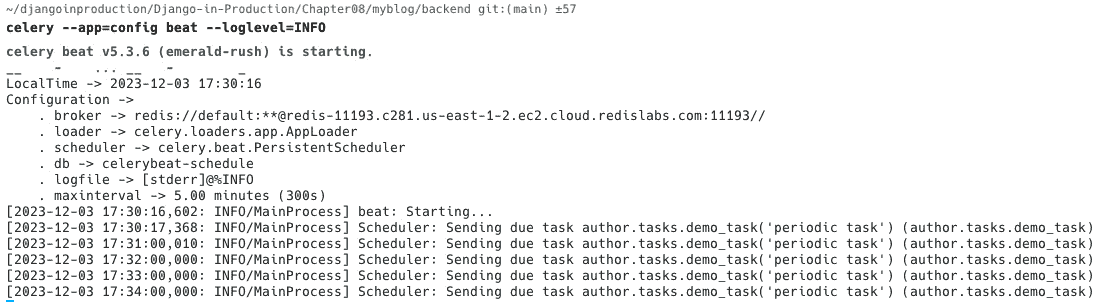 ~/djangoinproduction/Django-in-Production/Chapter08/myblog/backend git:(main) ±57
celery --app=config beat --loglevel=INFO
celery beat v5.3.6 (emerald-rush) is starting.
__    -    ... __   -        _
LocalTime -> 2023-12-03 17:30:16
Configuration ->
    . broker -> redis://default:**@redis-11193.c281.us-east-1-2.ec2.cloud.redislabs.com:11193//
    . loader -> celery.loaders.app.AppLoader
    . scheduler -> celery.beat.PersistentScheduler
    . db -> celerybeat-schedule
    . logfile -> [stderr]@%INFO
    . maxinterval -> 5.00 minutes (300s)
[2023-12-03 17:30:16,602: INFO/MainProcess] beat: Starting...
[2023-12-03 17:30:17,368: INFO/MainProcess] Scheduler: Sending due task author.tasks.demo_task('periodic task') (author.tasks.demo_task)
[2023-12-03 17:31:00,010: INFO/MainProcess] Scheduler: Sending due task author.tasks.demo_task('periodic task') (author.tasks.demo_task)
[2023-12-03 17:32:00,000: INFO/MainProcess] Scheduler: Sending due task author.tasks.demo_task('periodic task') (author.tasks.demo_task)
[2023-12-03 17:33:00,000: INFO/MainProcess] Scheduler: Sending due task author.tasks.demo_task('periodic task') (author.tasks.demo_task)
[2023-12-03 17:34:00,000: INFO/MainProcess] Scheduler: Sending due task author.tasks.demo_task('periodic task') (author.tasks.demo_task)